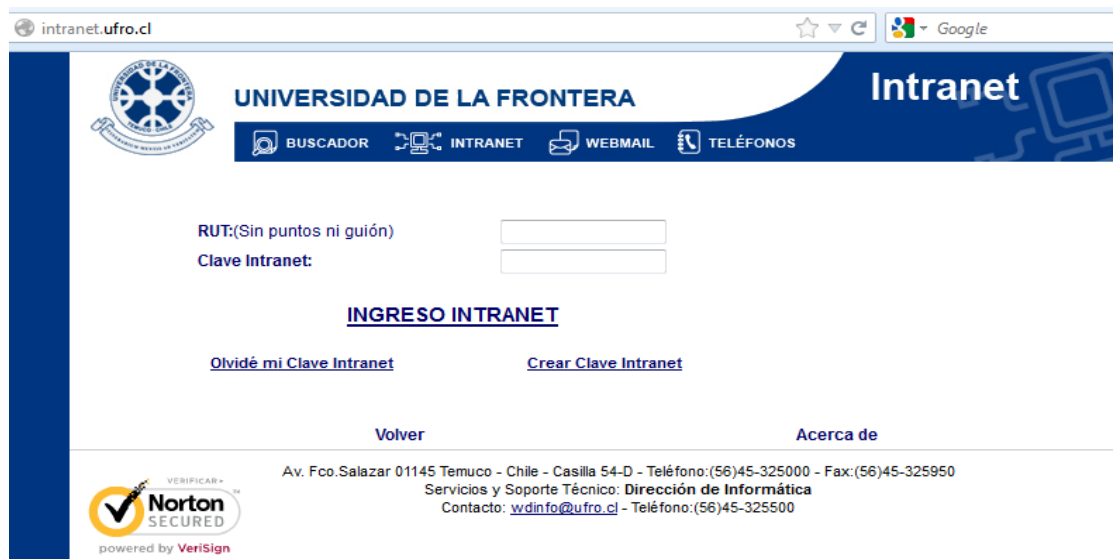 intranet.ufro.cl
Google
UNIVERSIDAD DE LA FRONTERA
Intranet
BUSCADOR INTRANET WEBMAIL TELÉFONOS
RUT:(Sin puntos ni guión)
Clave Intranet:
INGRESO INTRANET
Olvidé mi Clave Intranet Crear Clave Intranet
Volver Acerca de
Av. Fco.Salazar 01145 Temuco - Chile - Casilla 54-D - Teléfono:(56)45-325000 - Fax:(56)45-325950
Servicios y Soporte Técnico: Dirección de Informática
Contacto: wdinfo@ufro.cl - Teléfono:(56)45-325500
VERIFICAR
Norton
SECURED
powered by VeriSign